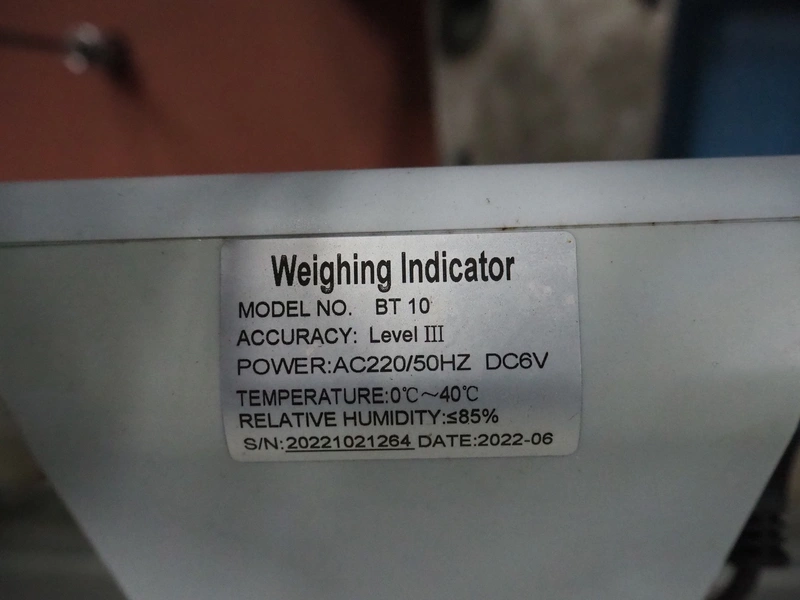 Weighing Indicator
MODEL NO. BT 10
ACCURACY: Level III
POWER:AC220/50HZ DC6V
TEMPERATURE:0℃~40℃
RELATIVE HUMIDITY:≤85%
S/N:20221021264 DATE:2022-06